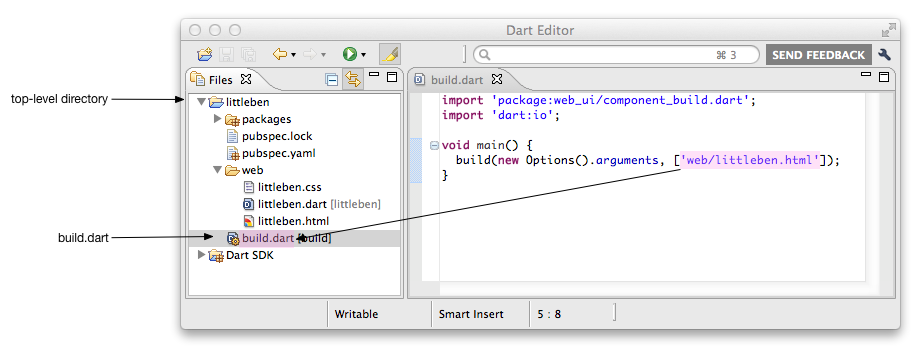 Dart Editor
⌘ 3
SEND FEEDBACK
Files
build.dart
top-level directory
littleben
packages
pubspec.lock
pubspec.yaml
web
littleben.css
littleben.dart [littleben]
littleben.html
build.dart
build.dart [build]
Dart SDK
import 'package:web_ui/component_build.dart';
import 'dart:io';
void main() {
build(new Options().arguments, ['web/littleben.html']);
}
Writable
Smart Insert
5 : 8